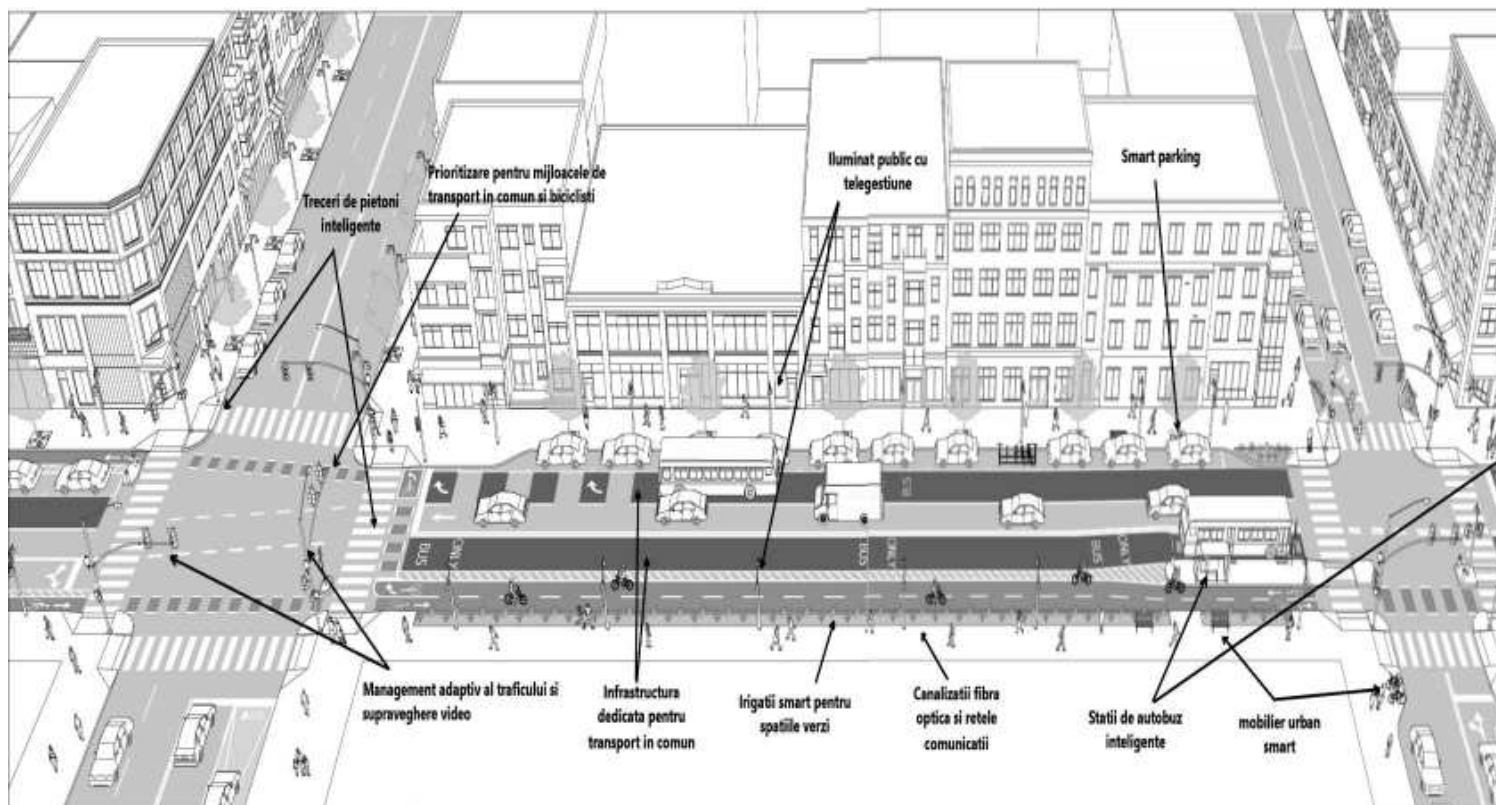 Prioritizare pentru mijloacele de
transport in comun si biciclisti
Treceri de pietoni
inteligente
Iluminat public cu
telegestiune
Smart parking
BUS
BUS
ONLY
BUS
ONLY
BUS
ONLY
Management adaptiv al traficului si
supraveghere video
Infrastructura
dedicata pentru
transport in comun
Irigatii smart pentru
spatiile verzi
Canalizatii fibra
optica si retele
comunicatii
Statii de autobuz
inteligente
mobilier urban
smart